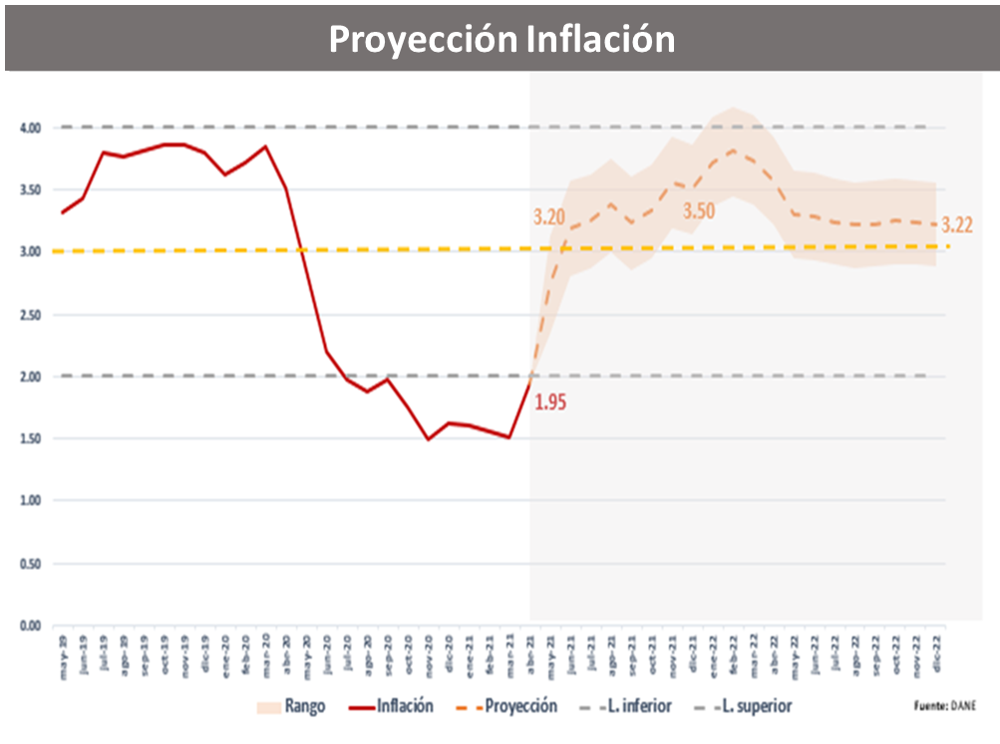 Proyección Inflación
4.00
3.50
3.00
2.50
2.00
1.50
1.00
0.50
0.00
3.20
3.50
3.22
1.95
may-19
jun-19
jul-19
ago-19
sep-19
oct-19
nov-19
dic-19
ene-20
feb-20
mar-20
abr-20
may-20
jun-20
jul-20
ago-20
sep-20
oct-20
nov-20
dic-20
ene-21
feb-21
mar-21
abr-21
may-21
jun-21
jul-21
ago-21
sep-21
oct-21
nov-21
dic-21
ene-22
feb-22
mar-22
abr-22
may-22
jun-22
jul-22
ago-22
sep-22
oct-22
nov-22
dic-22
Rango Inflación Proyección L. inferior L. superior
Fuente: DANE